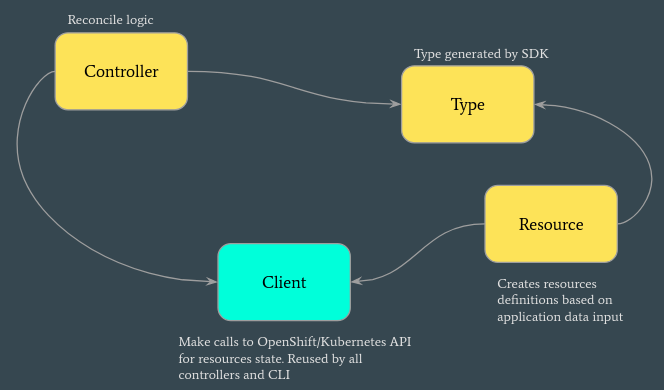 Reconcile logic
Controller
Type generated by SDK
Type
Resource
Client
Creates resources
definitions based on
application data input
Make calls to OpenShift/Kubernetes API
for resources state. Reused by all
controllers and CLI